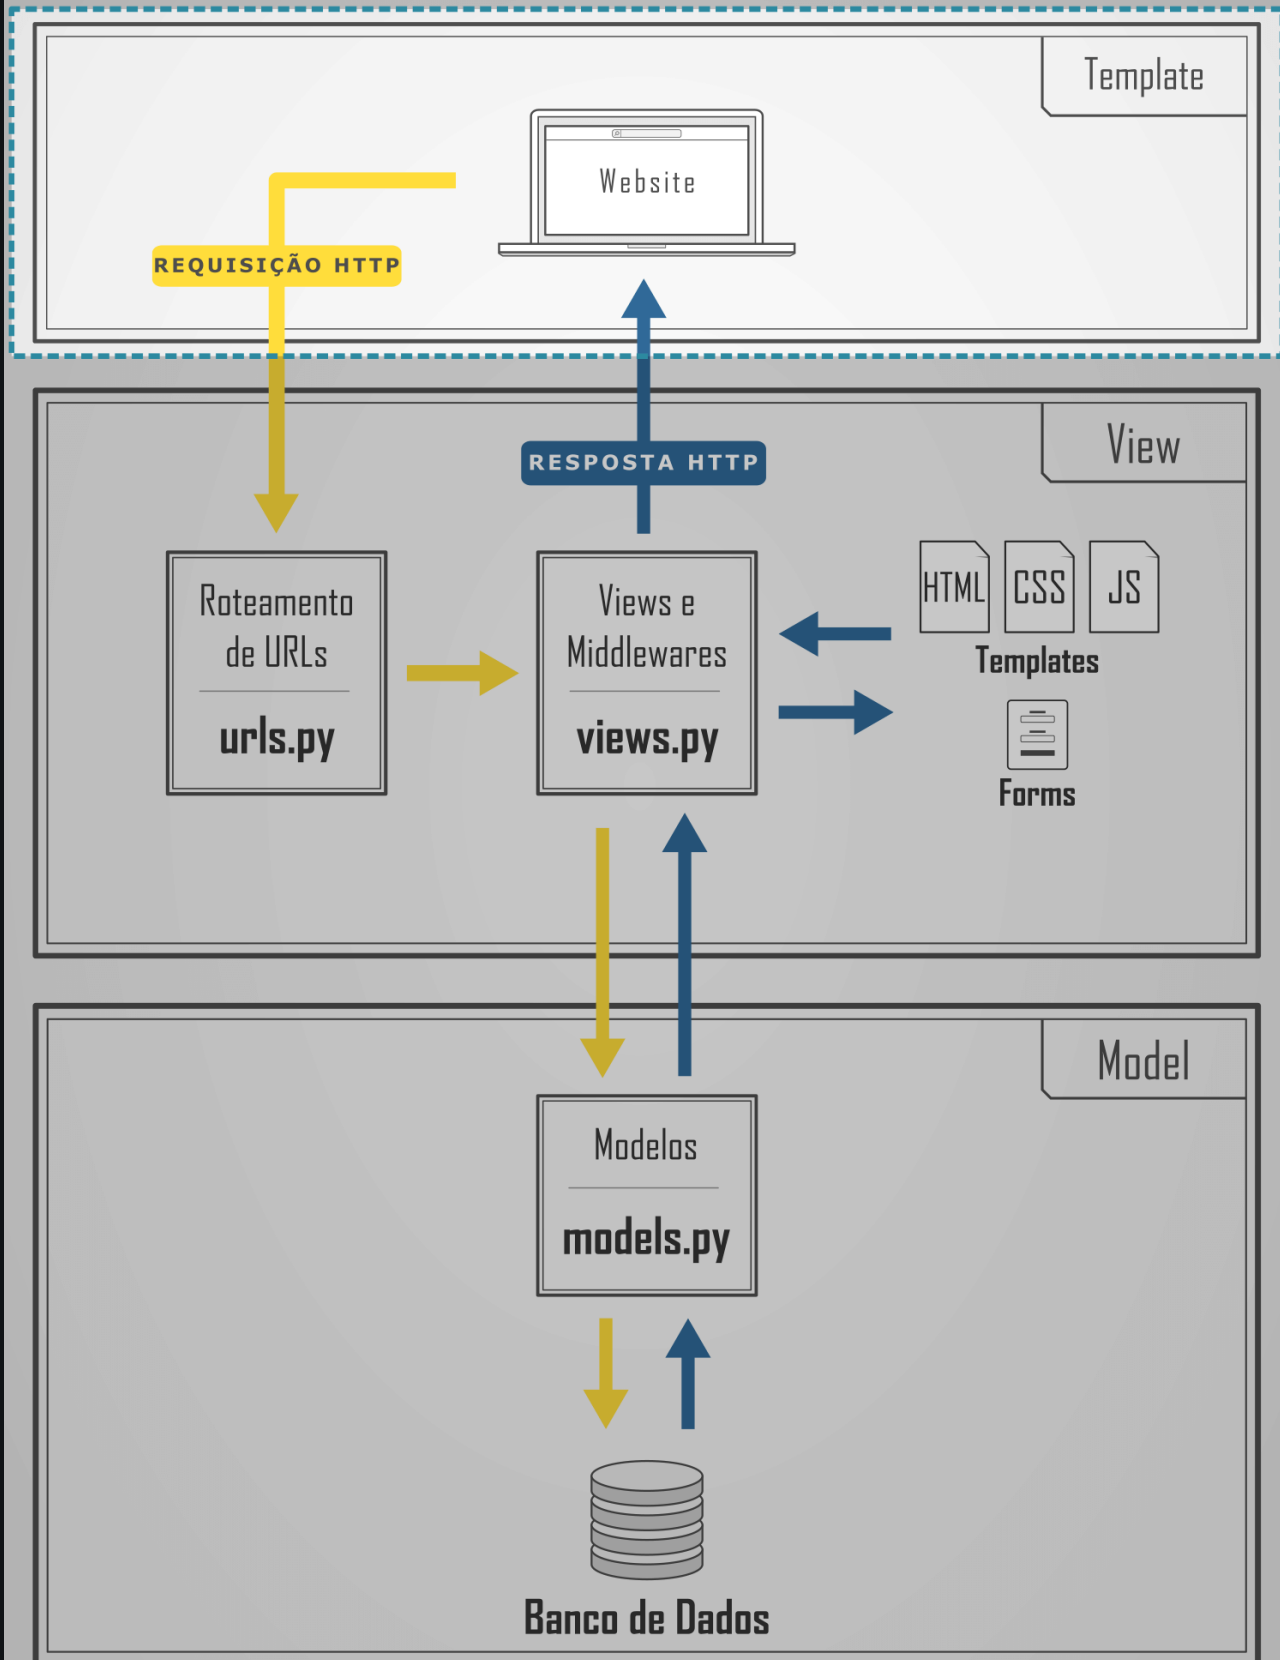 Template
Website
REQUISIÇÃO HTTP
View
RESPOSTA HTTP
Roteamento
de URLs
urls.py
Views e
Middlewares
views.py
HTML CSS JS
Templates
Forms
Model
Modelos
models.py
Banco de Dados